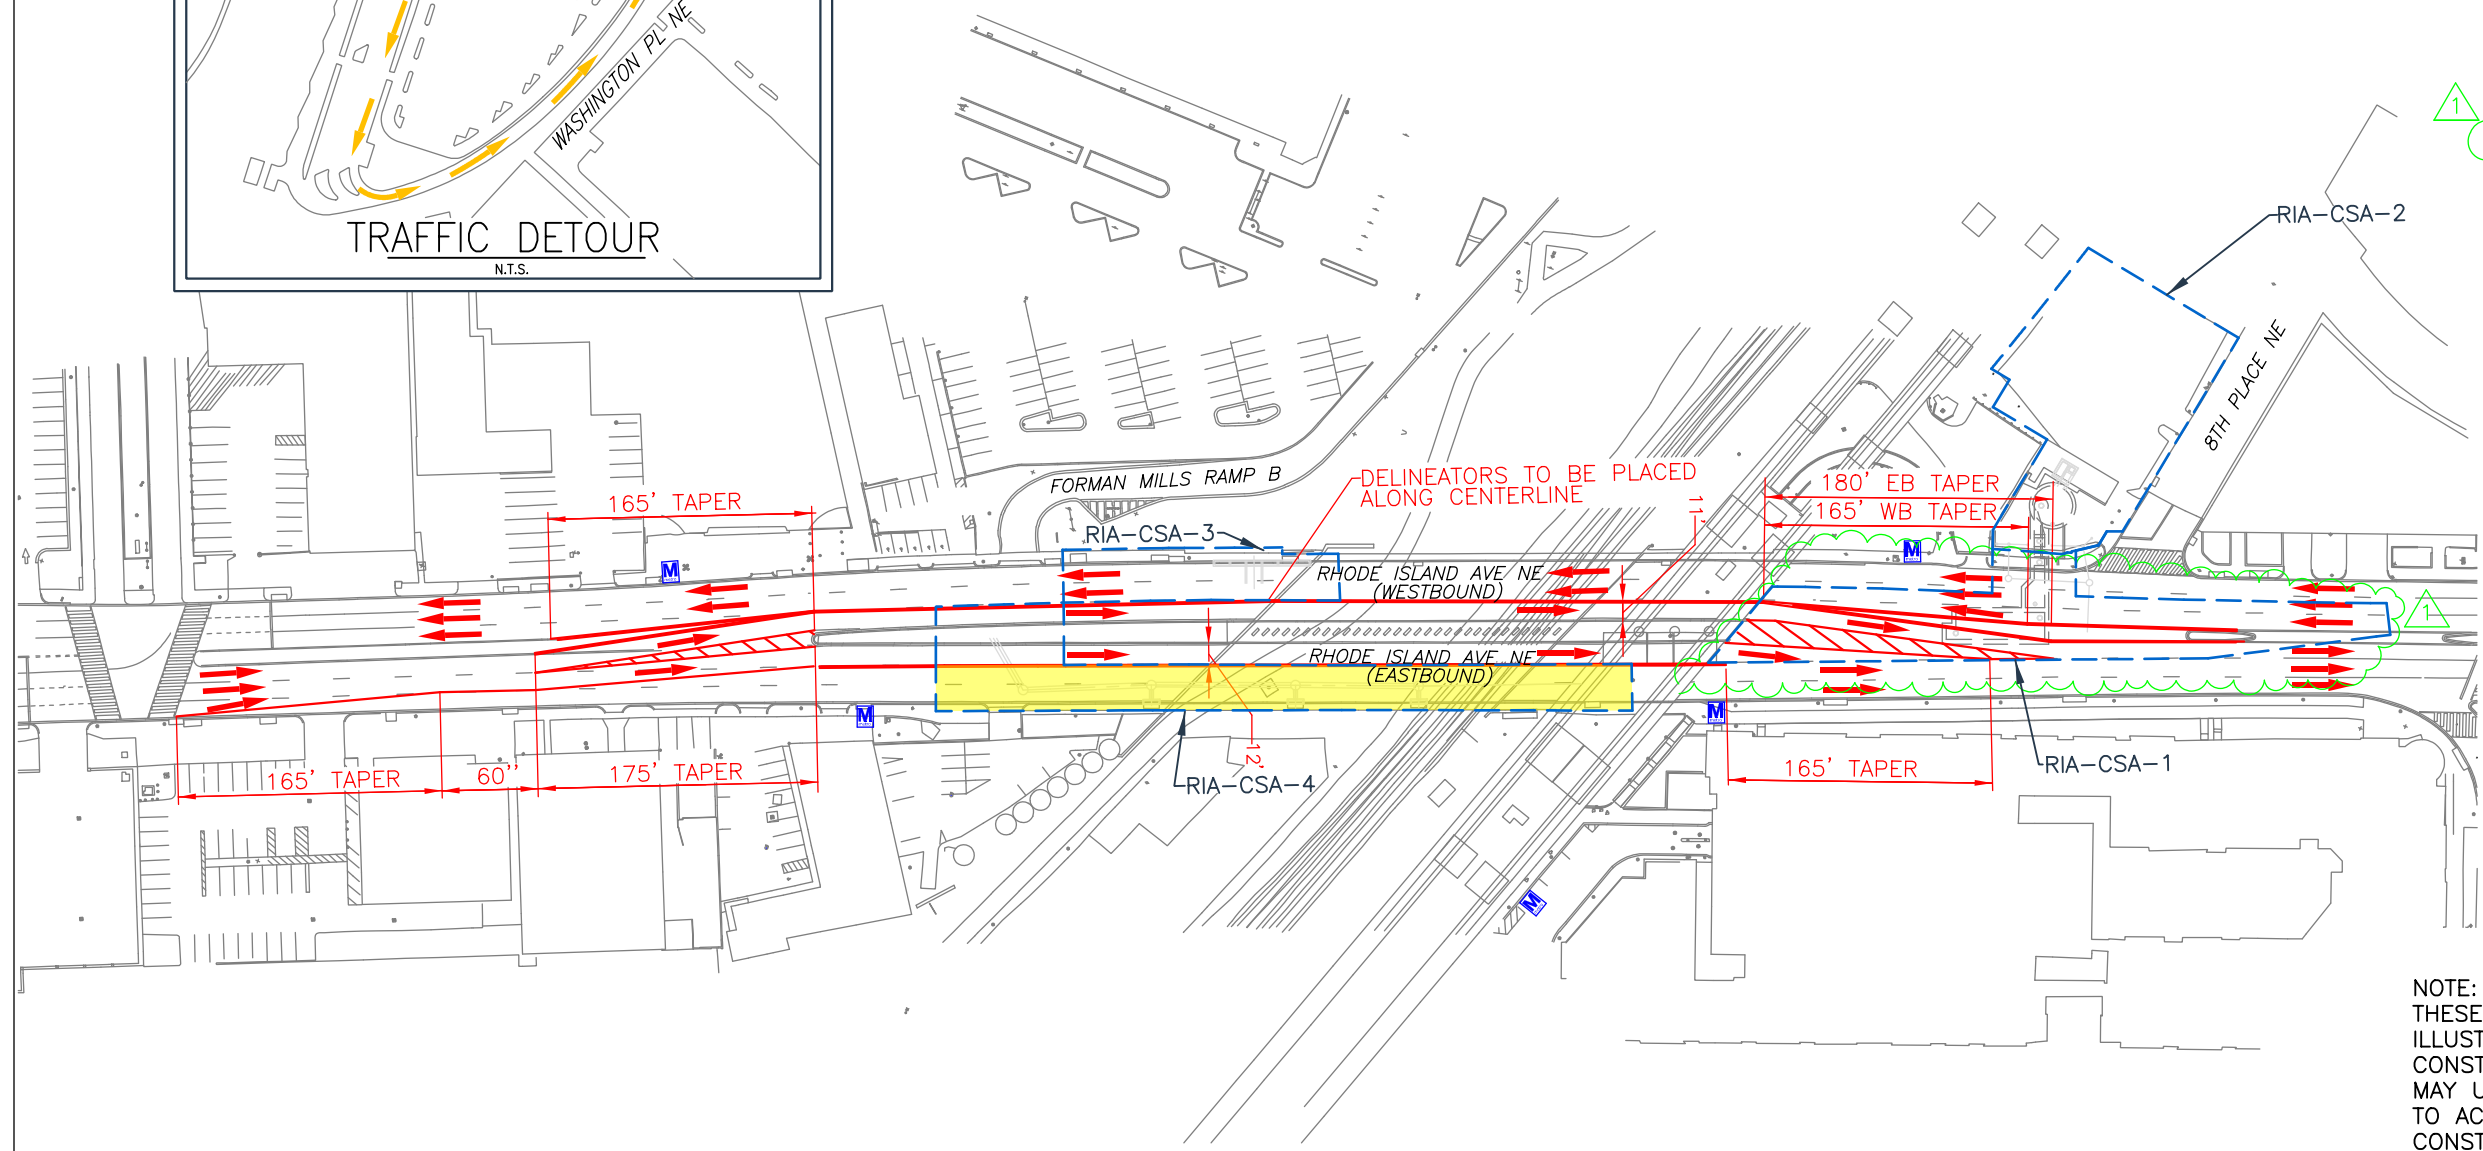 WASHINGTON PL NE
TRAFFIC DETOUR
N.T.S.
1
RIA-CSA-2
8TH PLACE NE
FORMAN MILLS RAMP B
DELINEATORS TO BE PLACED
ALONG CENTERLINE
11'
180' EB TAPER
165' WB TAPER
165' TAPER
RIA-CSA-3
M
M
RHODE ISLAND AVE NE
(WESTBOUND)
1
RHODE ISLAND AVE NE
(EASTBOUND)
M
M
165' TAPER
60''
175' TAPER
12'
RIA-CSA-4
165' TAPER
RIA-CSA-1
M
NOTE:
THESE
ILLUST
CONST
MAY U
TO AC
CONST